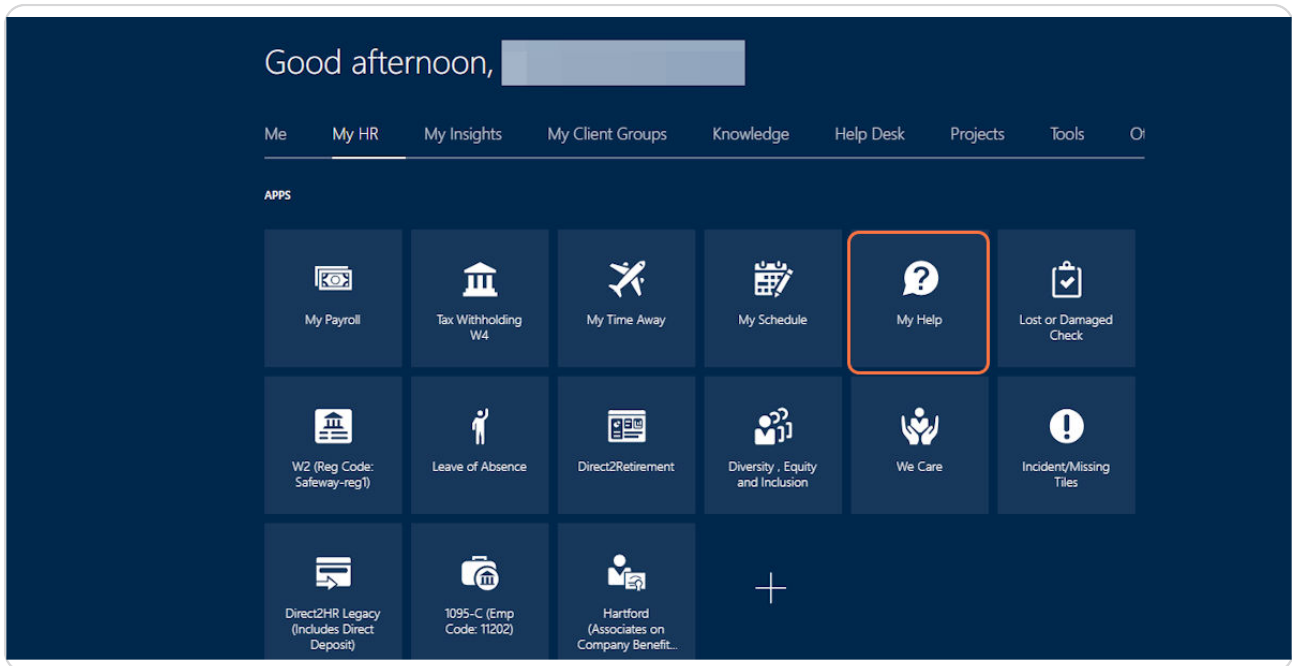 Good afternoon,
Me My HR My Insights My Client Groups Knowledge Help Desk Projects Tools
APPS
My Payroll
Tax Withholding
W4
My Time Away
My Schedule
My Help
Lost or Damaged
Check
W2 (Reg Code:
Safeway-reg1)
Leave of Absence
Direct2Retirement
Diversity , Equity
and Inclusion
We Care
Incident/Missing
Tiles
Direct2HR Legacy
(Includes Direct
Deposit)
1095-C (Emp
Code: 11202)
Hartford
(Associates on
Company Benefit...